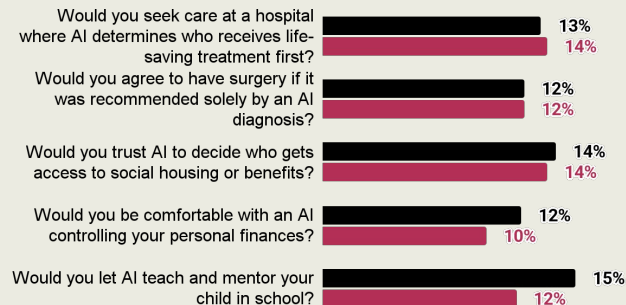 Would you seek care at a hospital
where AI determines who receives life-
saving treatment first?
13%
14%
Would you agree to have surgery if it
was recommended solely by an AI
diagnosis?
12%
12%
Would you trust AI to decide who gets
access to social housing or benefits?
14%
14%
Would you be comfortable with an AI
controlling your personal finances?
12%
10%
Would you let AI teach and mentor your
child in school?
15%
12%